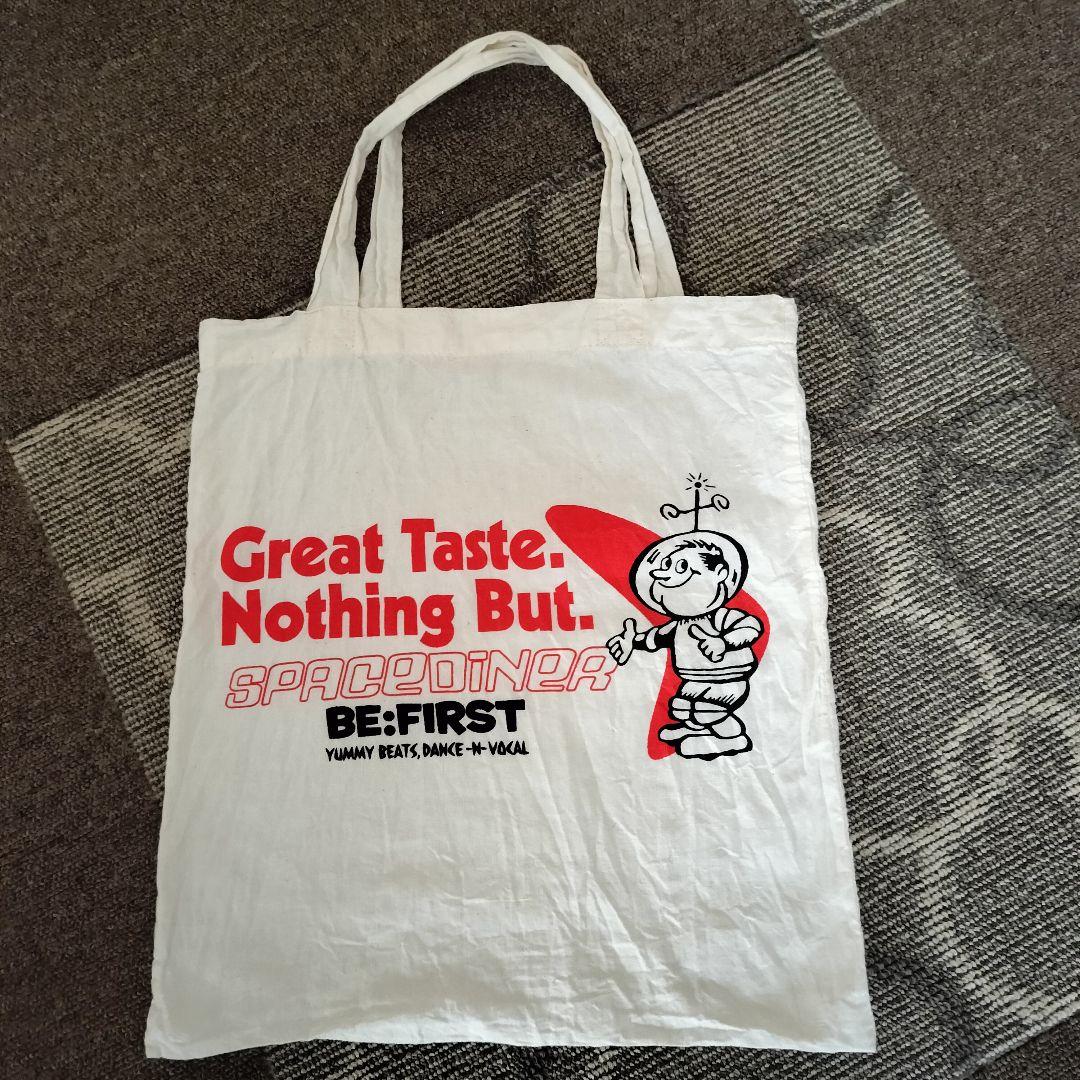 Great Taste.
Nothing But.
SPACEDiNER
BE:FIRST
YUMMY BEATS, DANCE -N- VOCAL